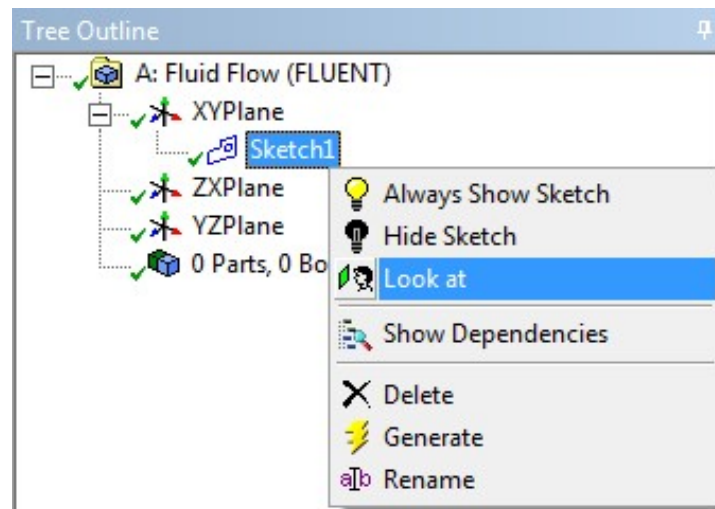 Tree Outline
A: Fluid Flow (FLUENT)
XYPlane
Sketch1
ZXPlane
YZPlane
0 Parts, 0 Bo
Always Show Sketch
Hide Sketch
Look at
Show Dependencies
Delete
Generate
Rename